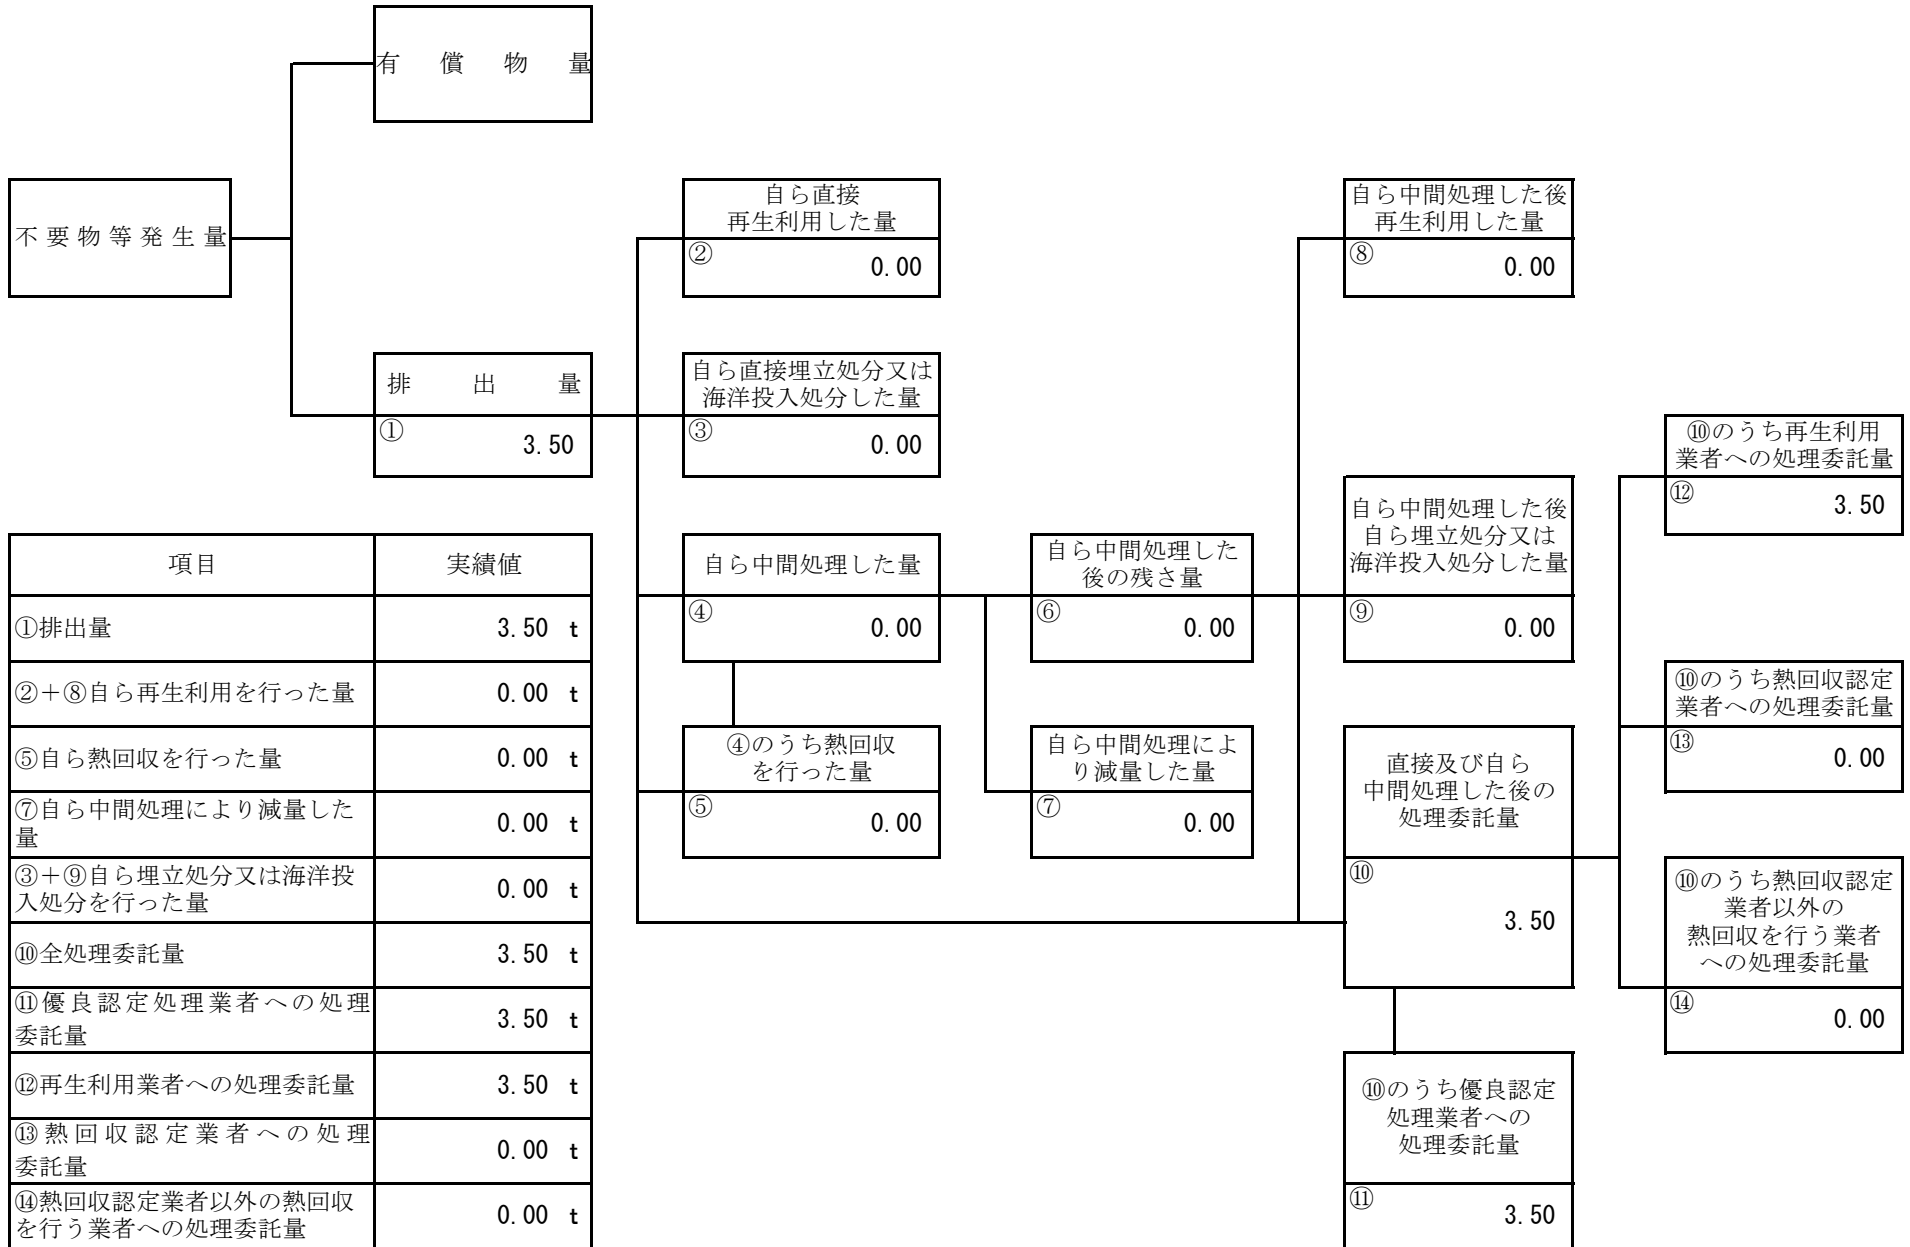 有償物量
不要物等発生量
排出量
①
3.50
自ら直接
再生利用した量
②
0.00
自ら直接埋立処分又は
海洋投入処分した量
③
0.00
自ら中間処理した量
④
0.00
④のうち熱回収
を行った量
⑤
0.00
自ら中間処理した
後の残さ量
⑥
0.00
自ら中間処理によ
り減量した量
⑦
0.00
自ら中間処理した後
再生利用した量
⑧
0.00
自ら中間処理した後
自ら埋立処分又は
海洋投入処分した量
⑨
0.00
直接及び自ら
中間処理した後の
処理委託量
⑩
3.50
⑩のうち優良認定
処理業者への
処理委託量
⑪
3.50
⑩のうち再生利用
業者への処理委託量
⑫
3.50
⑩のうち熱回収認定
業者への処理委託量
⑬
0.00
⑩のうち熱回収認定
業者以外の
熱回収を行う業者
への処理委託量
⑭
0.00
項目 実績値
①排出量 3.50 t
②＋⑧自ら再生利用を行った量 0.00 t
⑤自ら熱回収を行った量 0.00 t
⑦自ら中間処理により減量した
量 0.00 t
③＋⑨自ら埋立処分又は海洋投
入処分を行った量 0.00 t
⑩全処理委託量 3.50 t
⑪優良認定処理業者への処理
委託量 3.50 t
⑫再生利用業者への処理委託量 3.50 t
⑬熱回収認定業者への処理
委託量 0.00 t
⑭熱回収認定業者以外の熱回収
を行う業者への処理委託量 0.00 t